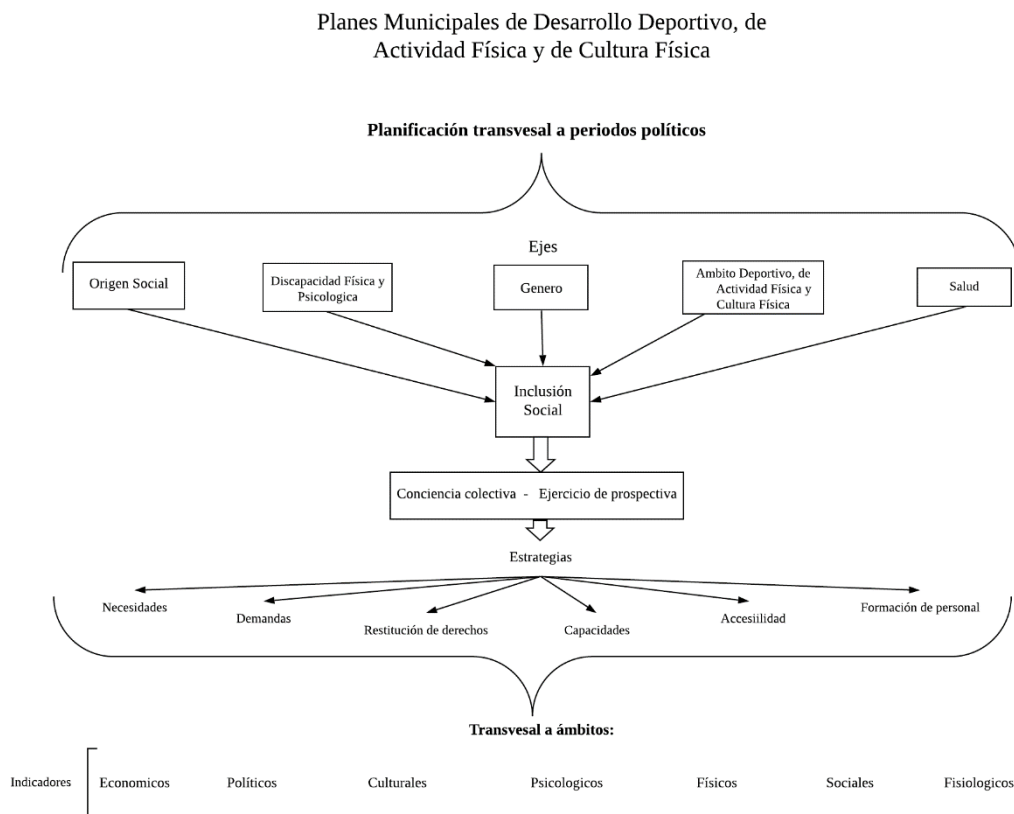 Planes Municipales de Desarrollo Deportivo, de
Actividad Física y de Cultura Física
Planificación transvesal a periodos políticos
Ejes
Origen Social
Discapacidad Física y
Psicologica
Genero
Ambito Deportivo, de
Actividad Física y
Cultura Física
Salud
Inclusión
Social
Conciencia colectiva - Ejercicio de prospectiva
Estrategias
Necesidades
Demandas
Restitución de derechos
Capacidades
Accesiilidad
Formación de personal
Transvesal a ámbitos:
Indicadores
Economicos
Políticos
Culturales
Psicologicos
Físicos
Sociales
Fisiologicos